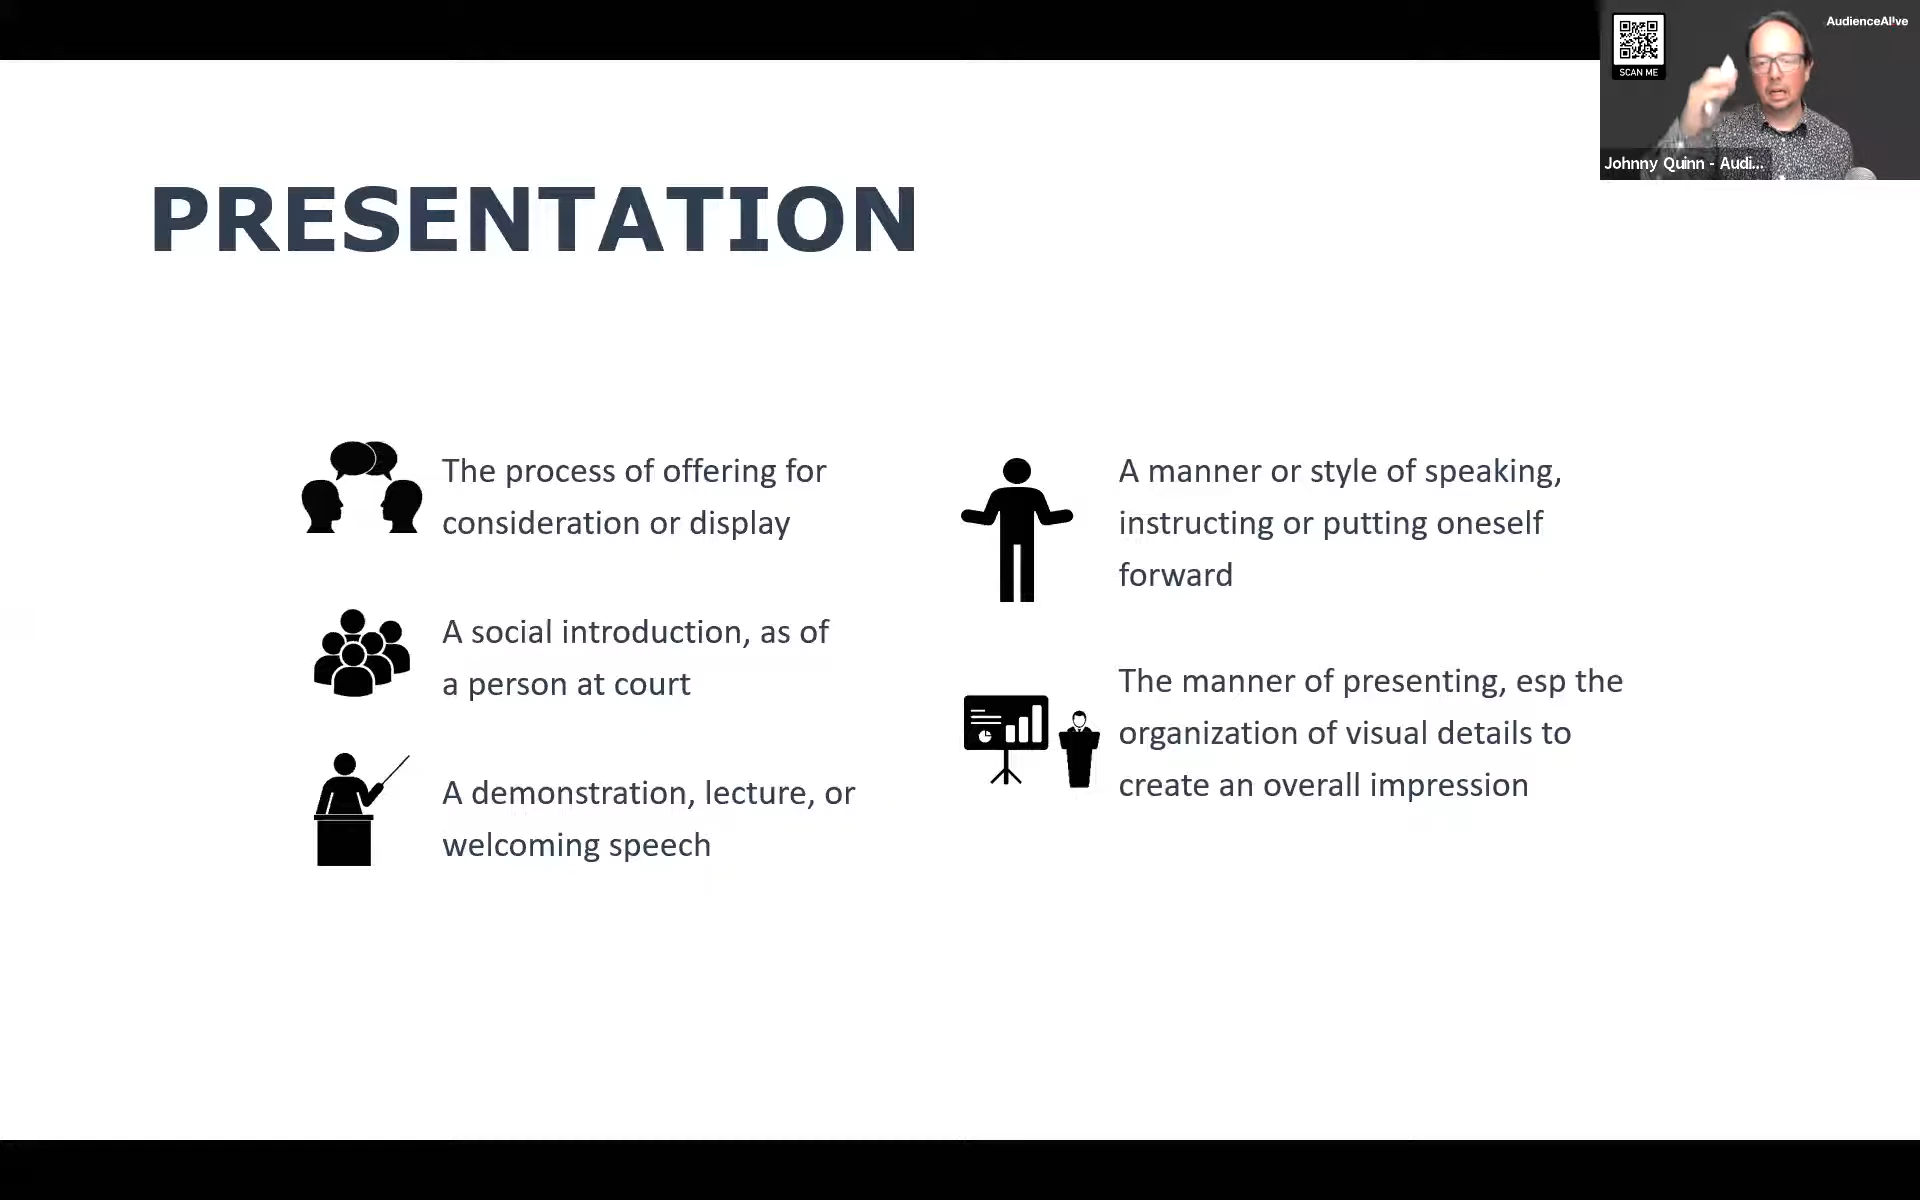 AudienceAlive
SCAN ME
Johnny Quinn - Audi...
PRESENTATION
The process of offering for
consideration or display
A social introduction, as of
a person at court
A demonstration, lecture, or
welcoming speech
A manner or style of speaking,
instructing or putting oneself
forward
The manner of presenting, esp the
organization of visual details to
create an overall impression